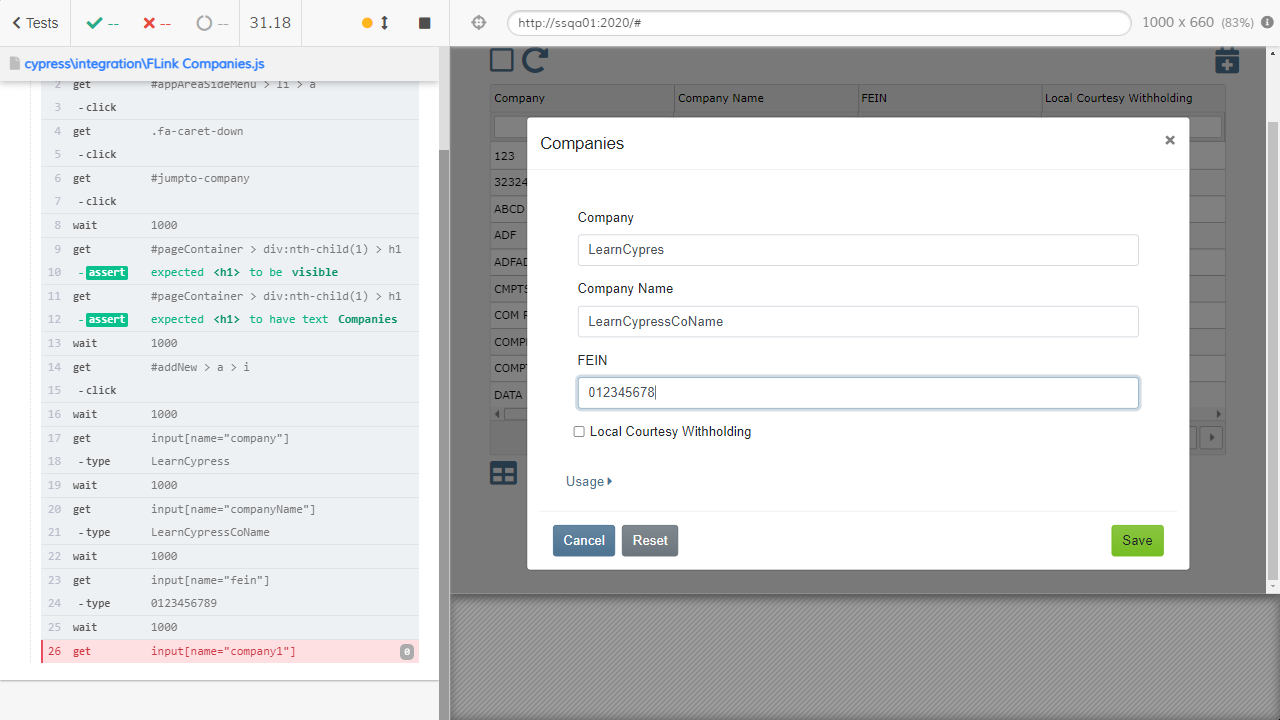 Tests -- -- -- 31.18
http://ssqa01:2020/# 1000 x 660 (83%)
cypress\integration\FLink Companies.js
2 get #appAreaSideMenu > li > a
3 -click
4 get .fa-caret-down
5 -click
6 get #jumpto-company
7 -click
8 wait 1000
9 get #pageContainer > div:nth-child(1) > h1
10 -assert expected <h1> to be visible
11 get #pageContainer > div:nth-child(1) > h1
12 -assert expected <h1> to have text Companies
13 wait 1000
14 get #addNew > a > i
15 -click
16 wait 1000
17 get input[name="company"]
18 -type LearnCypress
19 wait 1000
20 get input[name="companyName"]
21 -type LearnCypressCoName
22 wait 1000
23 get input[name="fein"]
24 -type 0123456789
25 wait 1000
26 get input[name="company1"] 0
Company Company Name FEIN Local Courtesy Withholding
123
32324
ABCD
ADF
ADFAD
CMPTS
COM
COMP
COMP
DATA
Companies ×
Company
LearnCypres
Company Name
LearnCypressCoName
FEIN
012345678
Local Courtesy Withholding
Usage
Cancel Reset Save